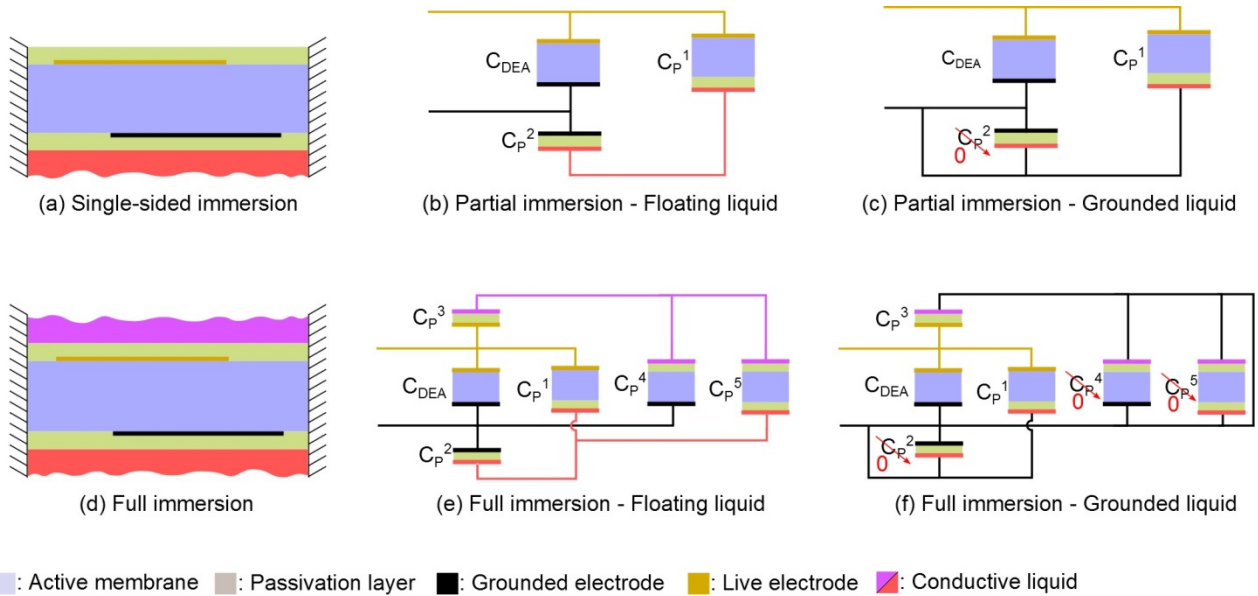 C_DEA
C_P^1
C_P^2
(a) Single-sided immersion
(b) Partial immersion - Floating liquid
C_DEA
C_P^1
C_P^2
0
(c) Partial immersion - Grounded liquid
C_P^3
C_DEA
C_P^1
C_P^4
C_P^5
C_P^2
(d) Full immersion
(e) Full immersion - Floating liquid
C_P^3
C_DEA
C_P^1
C_P^4
0
C_P^5
0
C_P^2
0
(f) Full immersion - Grounded liquid
: Active membrane : Passivation layer : Grounded electrode : Live electrode : Conductive liquid